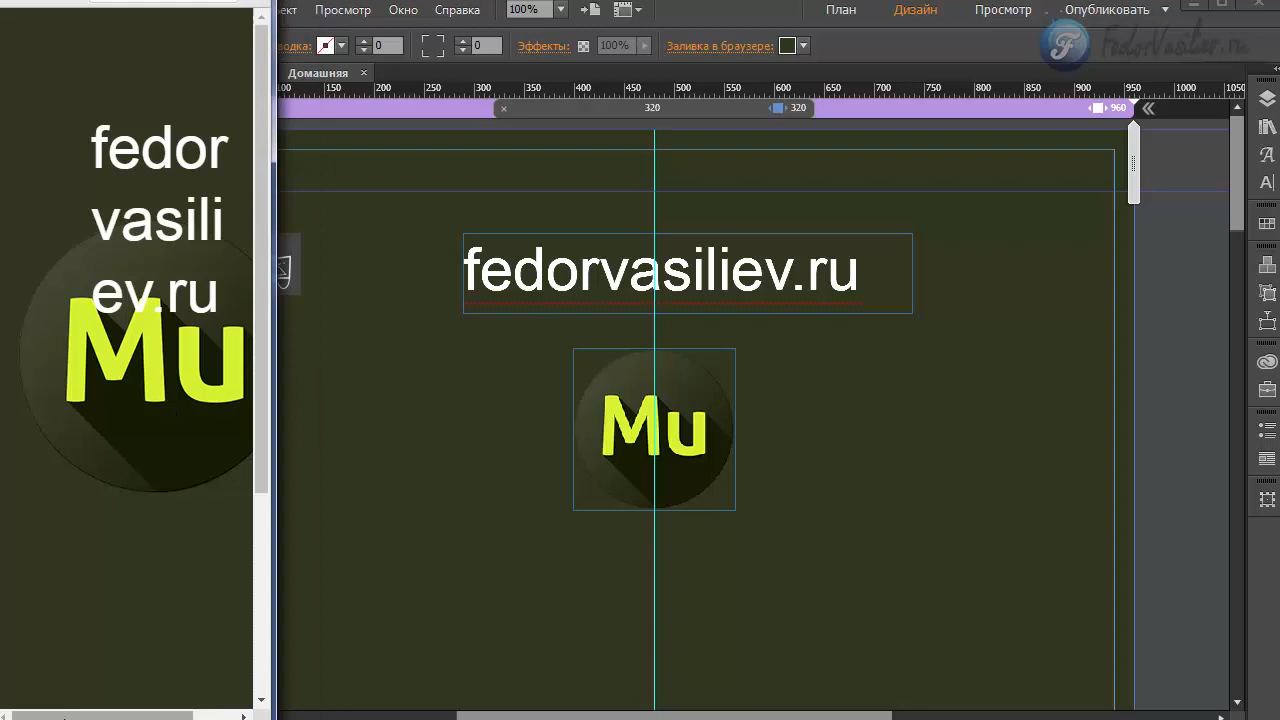 ект Просмотр Окно Справка 100% План Дизайн Просмотр Опубликовать
FedorVasiliev.ru
водка: 0 0 Эффекты: 100% Заливка в браузере:
Домашняя ×
100 150 200 250 300 350 400 450 500 550 600 650 700 750 800 850 900 950 1000 1050
320 320 960
fedor
vasili
ev.ru
Mu
fedorvasiliev.ru
Mu